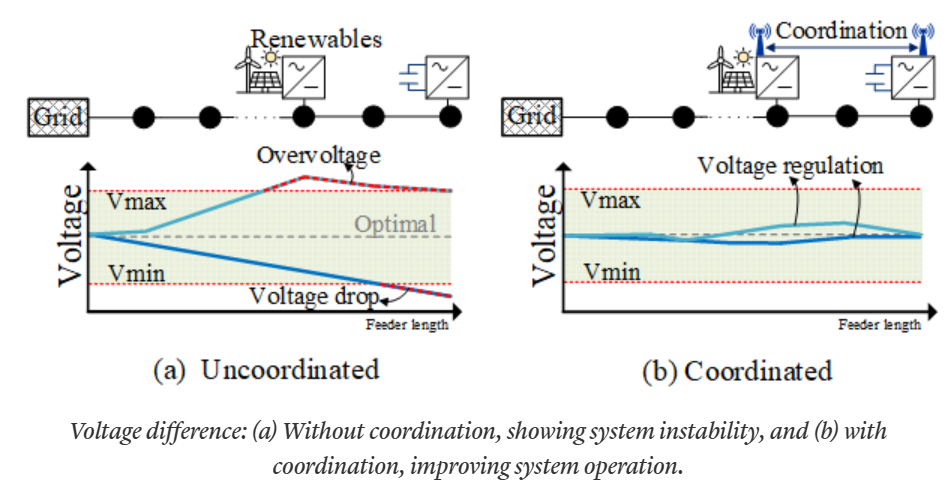 Renewables
Grid
Overvoltage
Vmax
Optimal
Vmin
Voltage drop
Voltage
Feeder length
(a) Uncoordinated
Coordination
Grid
Voltage regulation
Vmax
Vmin
Voltage
Feeder length
(b) Coordinated
Voltage difference: (a) Without coordination, showing system instability, and (b) with
coordination, improving system operation.